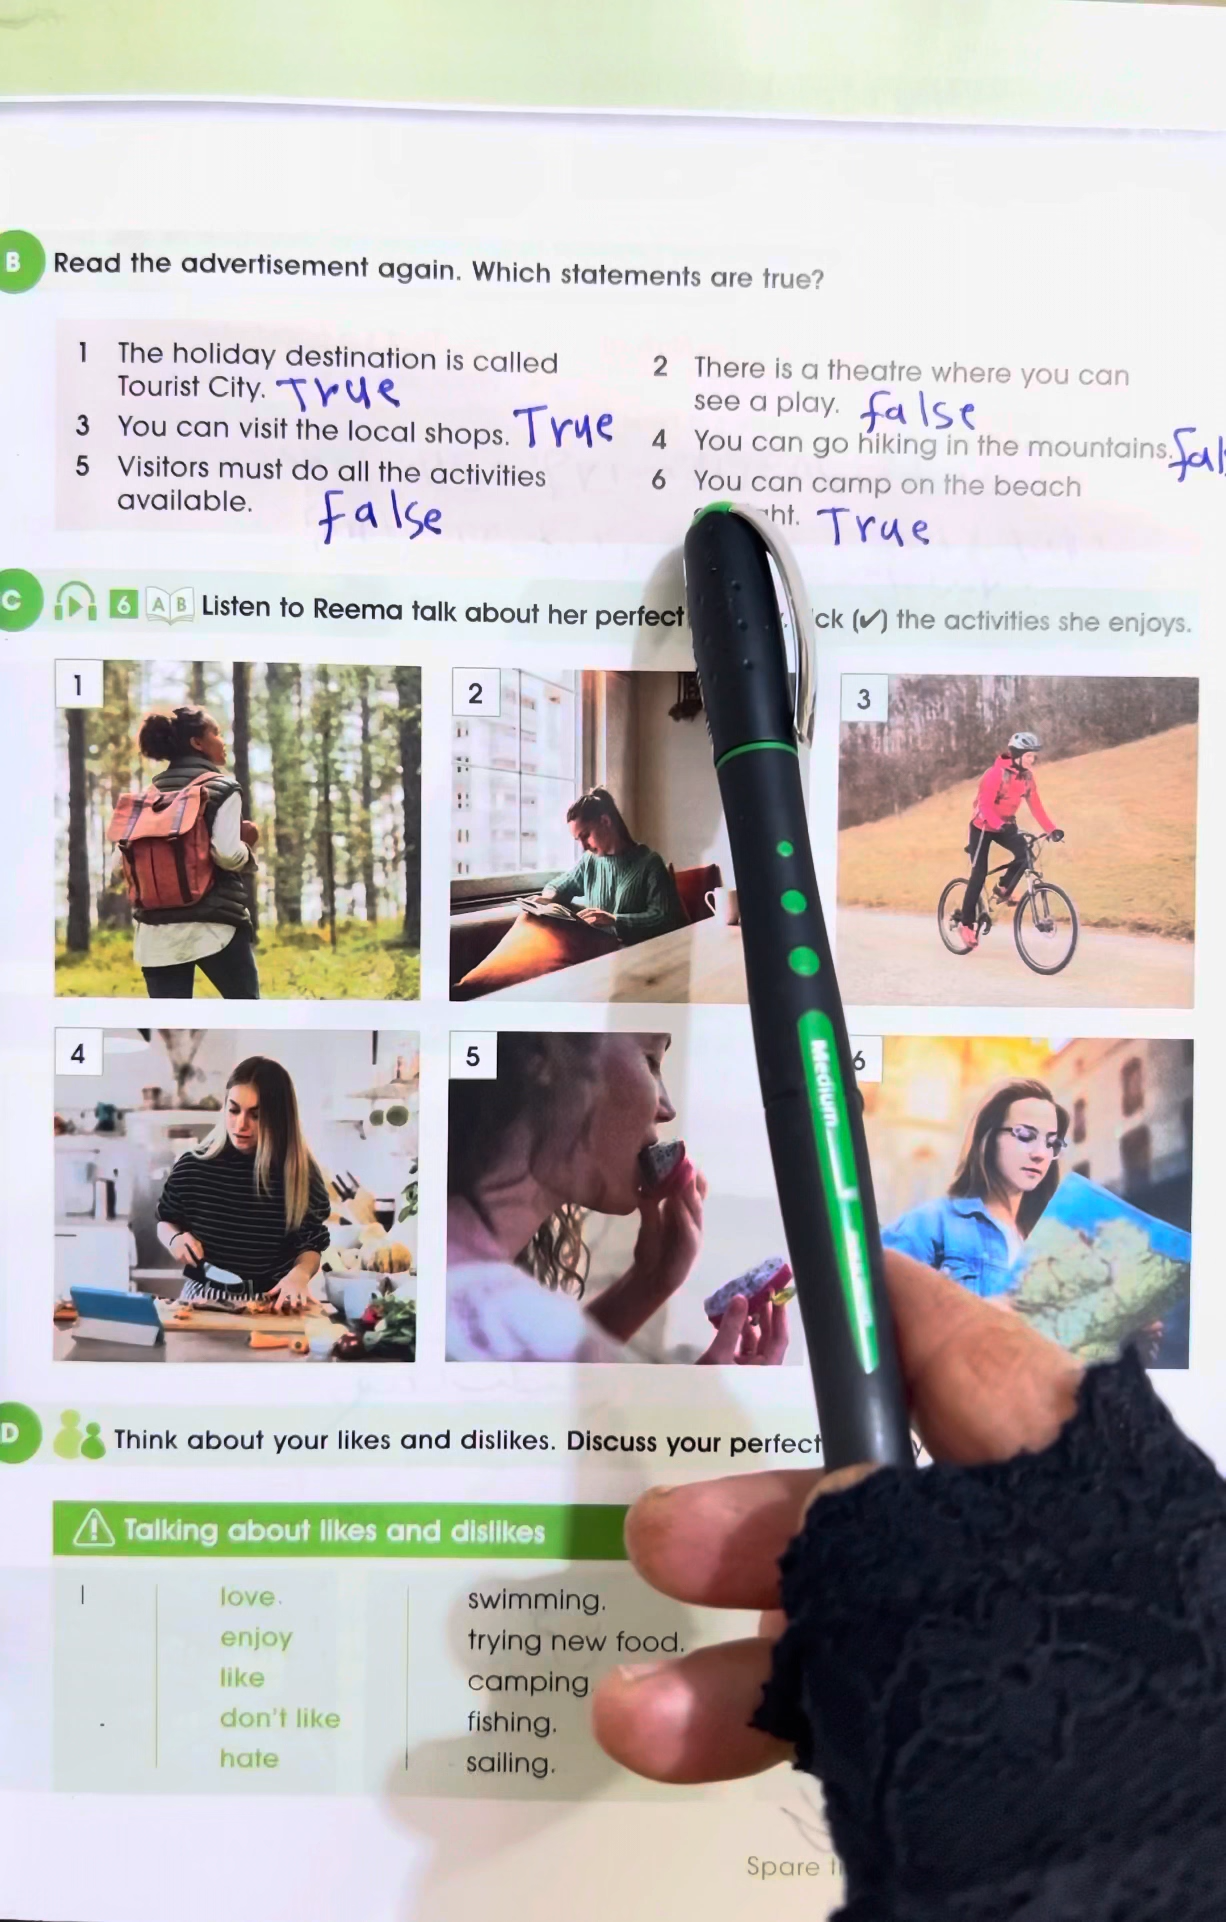 B Read the advertisement again. Which statements are true?
1 The holiday destination is called
Tourist City. True
2 There is a theatre where you can
see a play. false
3 You can visit the local shops. True
4 You can go hiking in the mountains. fal
5 Visitors must do all the activities
available. false
6 You can camp on the beach
ht. True
C 6 A B Listen to Reema talk about her perfect ck (✔) the activities she enjoys.
1
2
3
4
5
6
Medium
D Think about your likes and dislikes. Discuss your perfect
Talking about likes and dislikes
I love. swimming.
enjoy trying new food.
like camping
don't like fishing.
hate sailing.
Spare